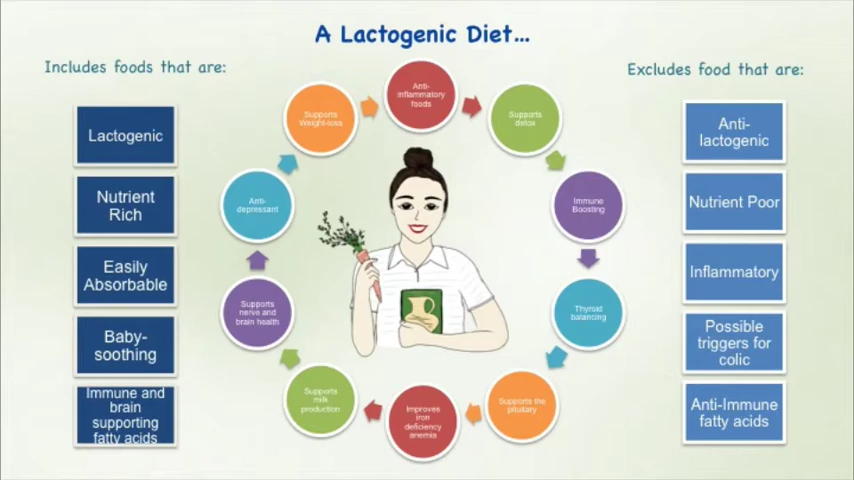 A Lactogenic Diet...
Includes foods that are:
Lactogenic
Nutrient
Rich
Easily
Absorbable
Baby-
soothing
Immune and
brain
supporting
fatty acids
Anti-
inflammatory
foods
Supports
detox
Immune
Boosting
Thyroid
balancing
Supports the
pituitary
Improves
iron
deficiency
anemia
Supports
milk
production
Supports
nerve and
brain health
Anti-
depressant
Supports
Weight-loss
Excludes food that are:
Anti-
lactogenic
Nutrient Poor
Inflammatory
Possible
triggers for
colic
Anti-Immune
fatty acids